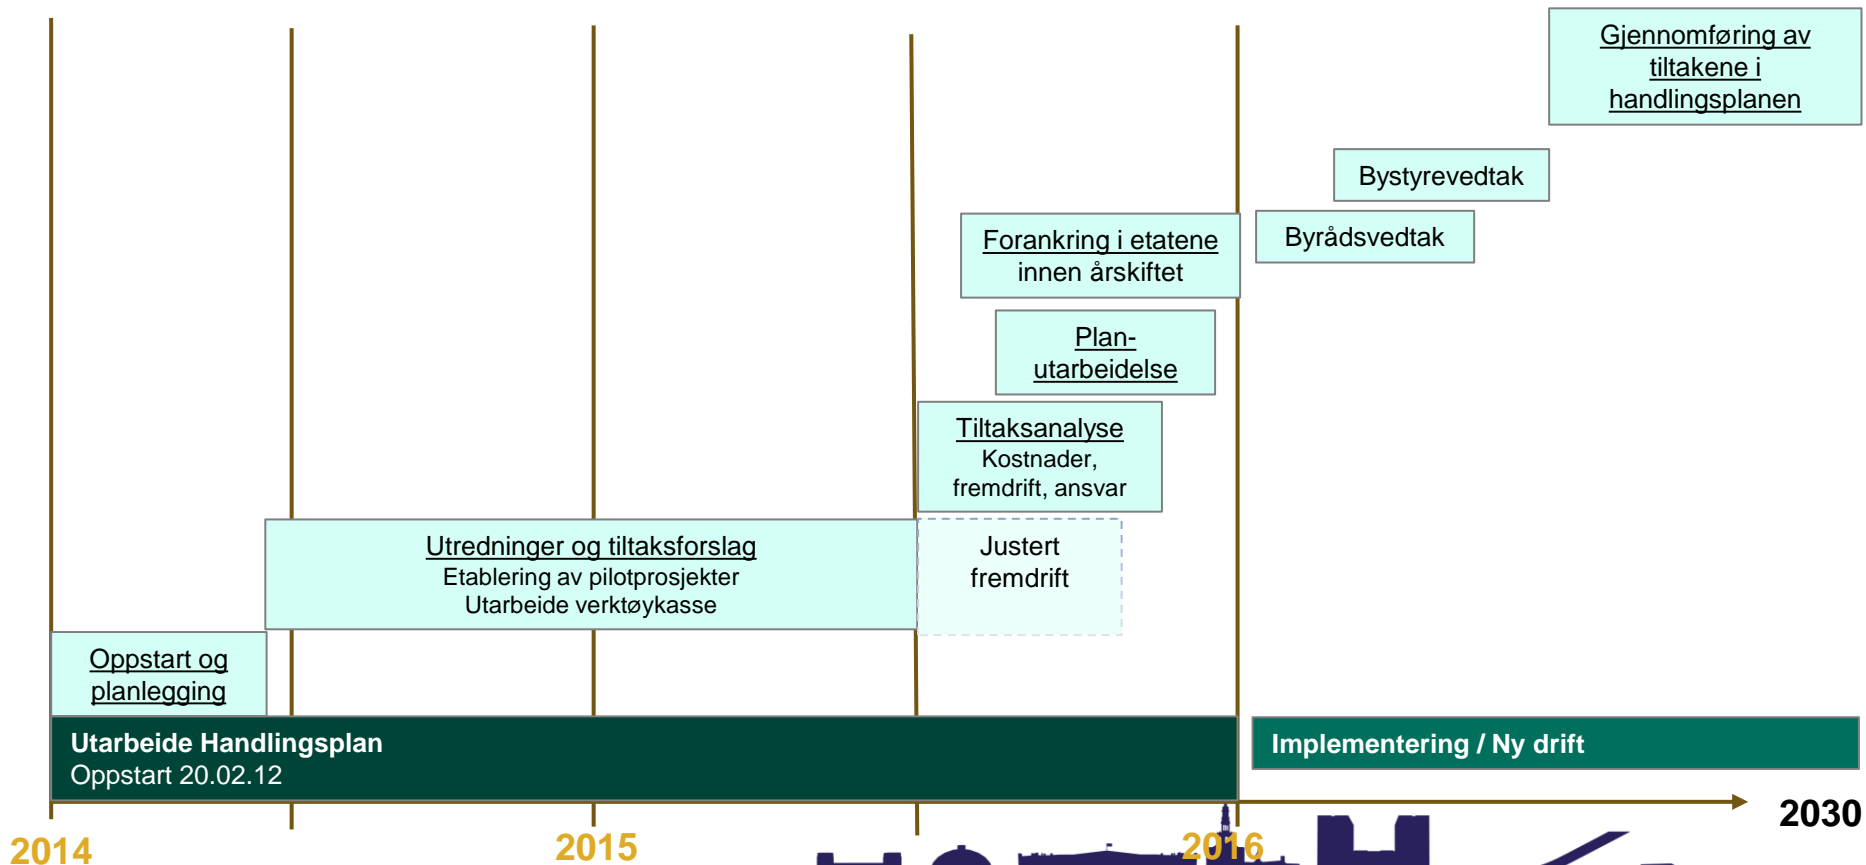 Gjennomføring av
tiltakene i
handlingsplanen
Bystyrevedtak
Byrådsvedtak
Forankring i etatene
innen årskiftet
Plan-
utarbeidelse
Tiltaksanalyse
Kostnader,
fremdrift, ansvar
Utredninger og tiltaksforslag
Etablering av pilotprosjekter
Utarbeide verktøykasse
Justert
fremdrift
Oppstart og
planlegging
Utarbeide Handlingsplan
Oppstart 20.02.12
Implementering / Ny drift
2014
2015
2016
2030